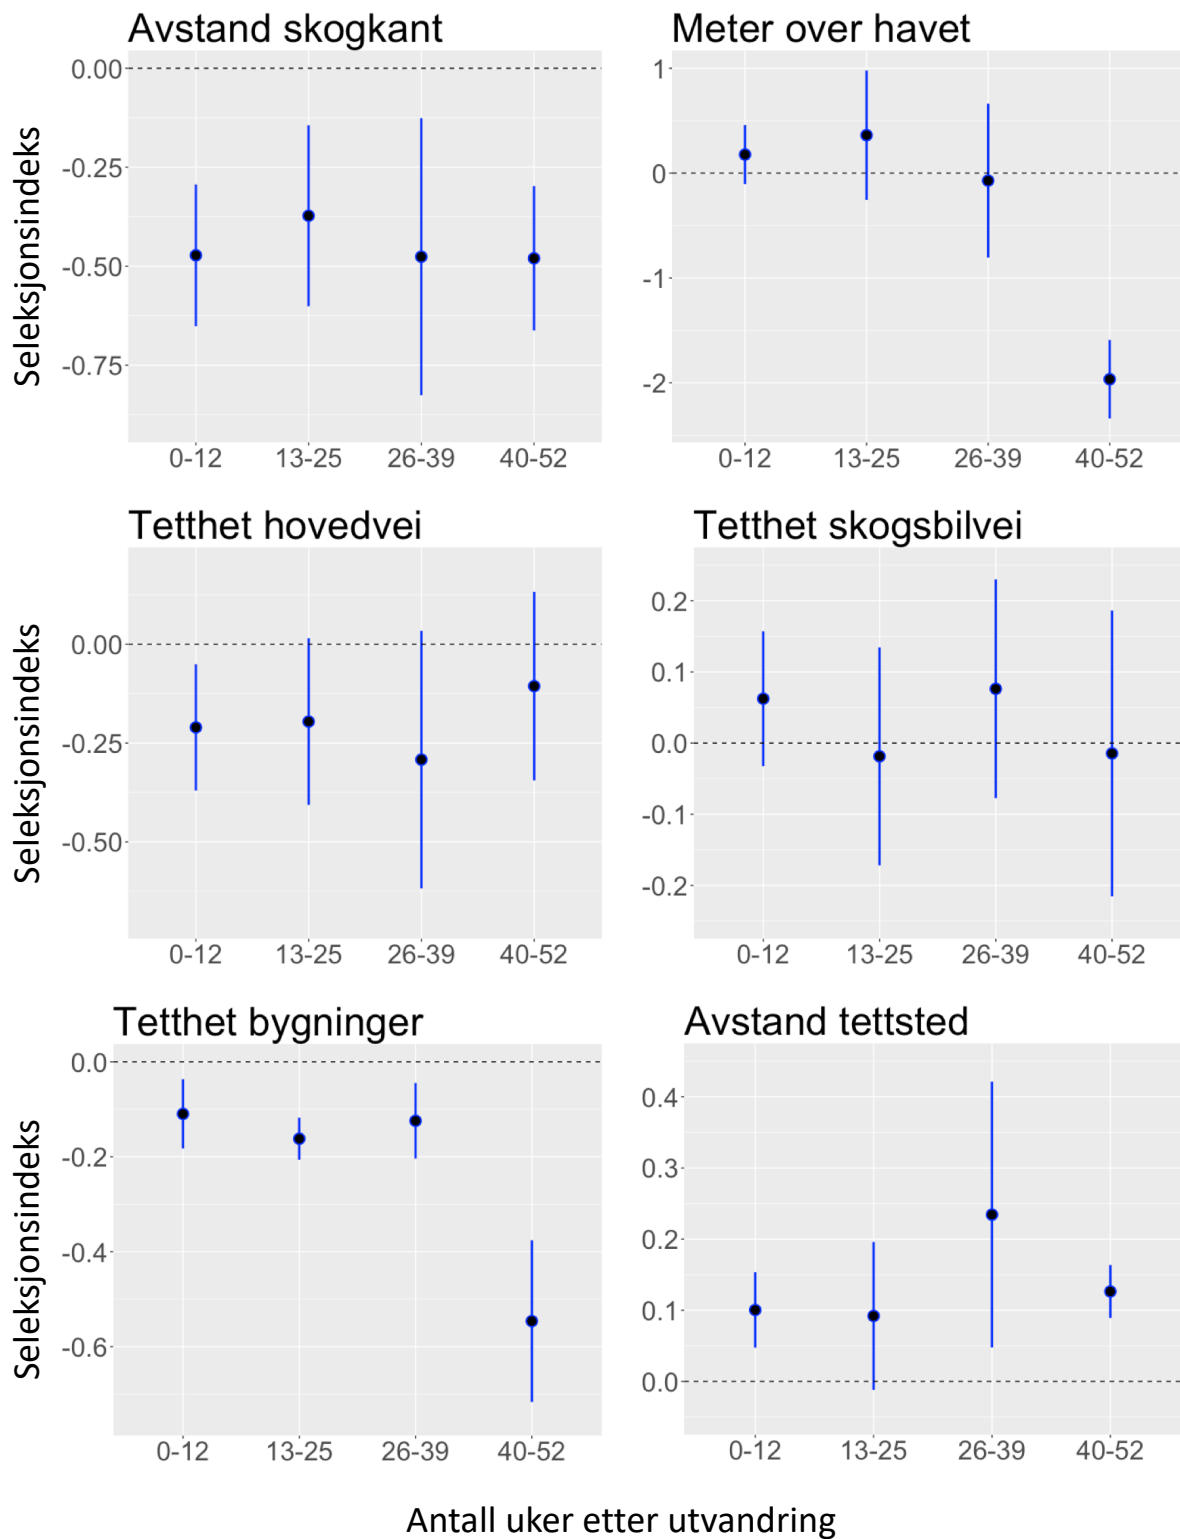 Avstand skogkant
Seleksjonsindeks
0.00
-0.25
-0.50
-0.75
0-12 13-25 26-39 40-52
Meter over havet
1
0
-1
-2
0-12 13-25 26-39 40-52
Tetthet hovedvei
Seleksjonsindeks
0.00
-0.25
-0.50
0-12 13-25 26-39 40-52
Tetthet skogsbilvei
0.2
0.1
0.0
-0.1
-0.2
0-12 13-25 26-39 40-52
Tetthet bygninger
Seleksjonsindeks
0.0
-0.2
-0.4
-0.6
0-12 13-25 26-39 40-52
Avstand tettsted
0.4
0.3
0.2
0.1
0.0
0-12 13-25 26-39 40-52
Antall uker etter utvandring